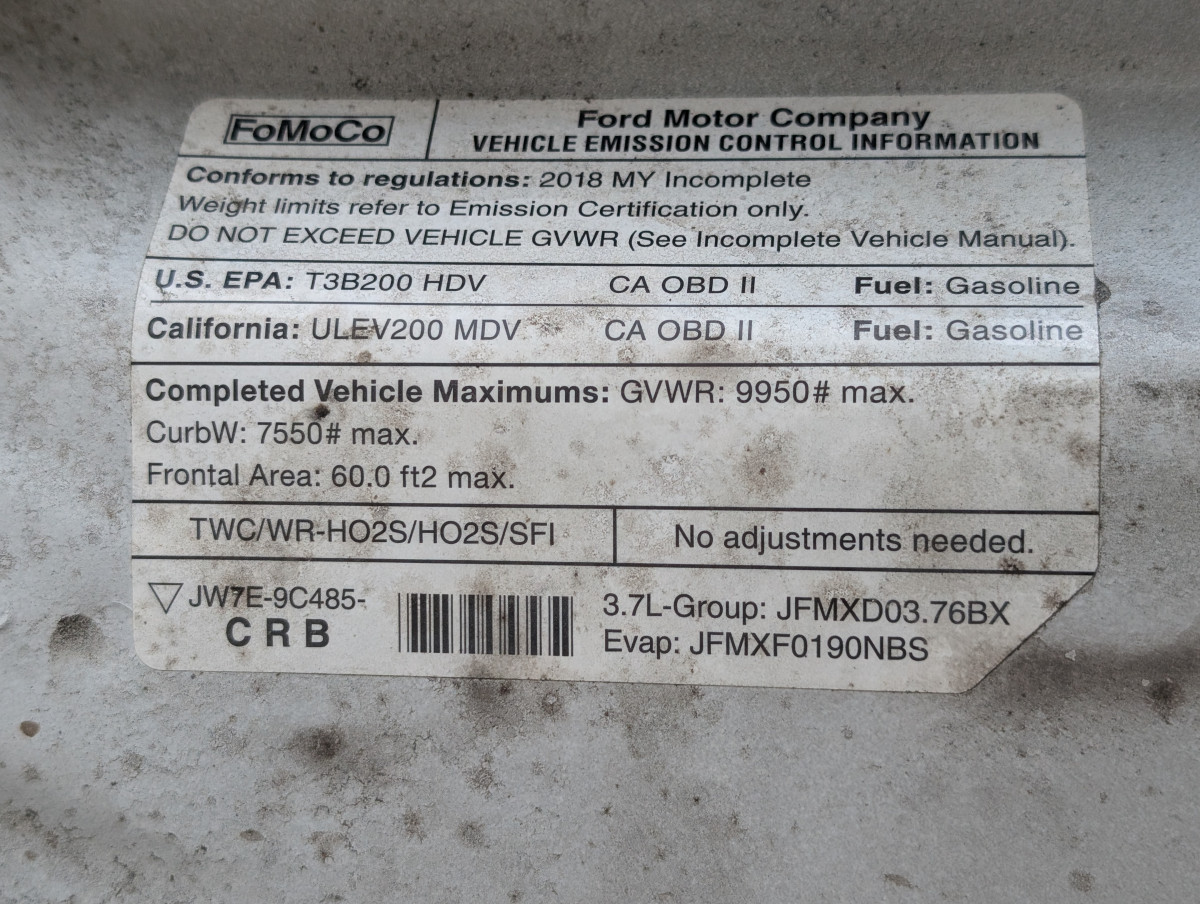 FoMoCo
Ford Motor Company
VEHICLE EMISSION CONTROL INFORMATION
Conforms to regulations: 2018 MY Incomplete
Weight limits refer to Emission Certification only.
DO NOT EXCEED VEHICLE GVWR (See Incomplete Vehicle Manual).
U.S. EPA: T3B200 HDV CA OBD II Fuel: Gasoline
California: ULEV200 MDV CA OBD II Fuel: Gasoline
Completed Vehicle Maximums: GVWR: 9950# max.
CurbW: 7550# max.
Frontal Area: 60.0 ft2 max.
TWC/WR-HO2S/HO2S/SFI No adjustments needed.
JW7E-9C485-
C R B
3.7L-Group: JFMXD03.76BX
Evap: JFMXF0190NBS